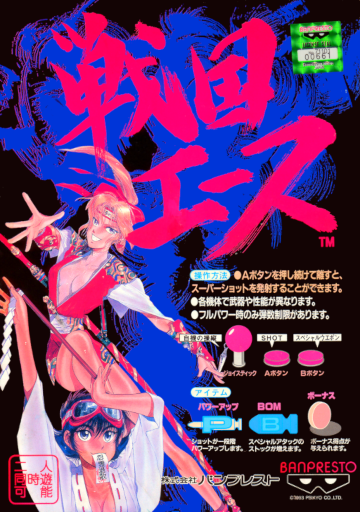 00661
戦国
エース
TM
操作方法
●Aボタンを押し続けて離すと、
スーパーショットを発射することができます。
●各機体で武器や性能が異なります。
●フルパワー時のみ弾数制限があります。
自機の操縦
SHOT
スペシャルウエポン
ジョイスティック
Aボタン
Bボタン
アイテム
パワーアップ
BOM
ボーナス
P
B
ショットが一段階
パワーアップします。
スペシャルアタックの
ストックが増えます。
ボーナス得点が
与えられます。
二人
同時遊
可能
株式会社 バンプレスト
BANPRESTO
©1993 PSIKYO CO.,LTD.